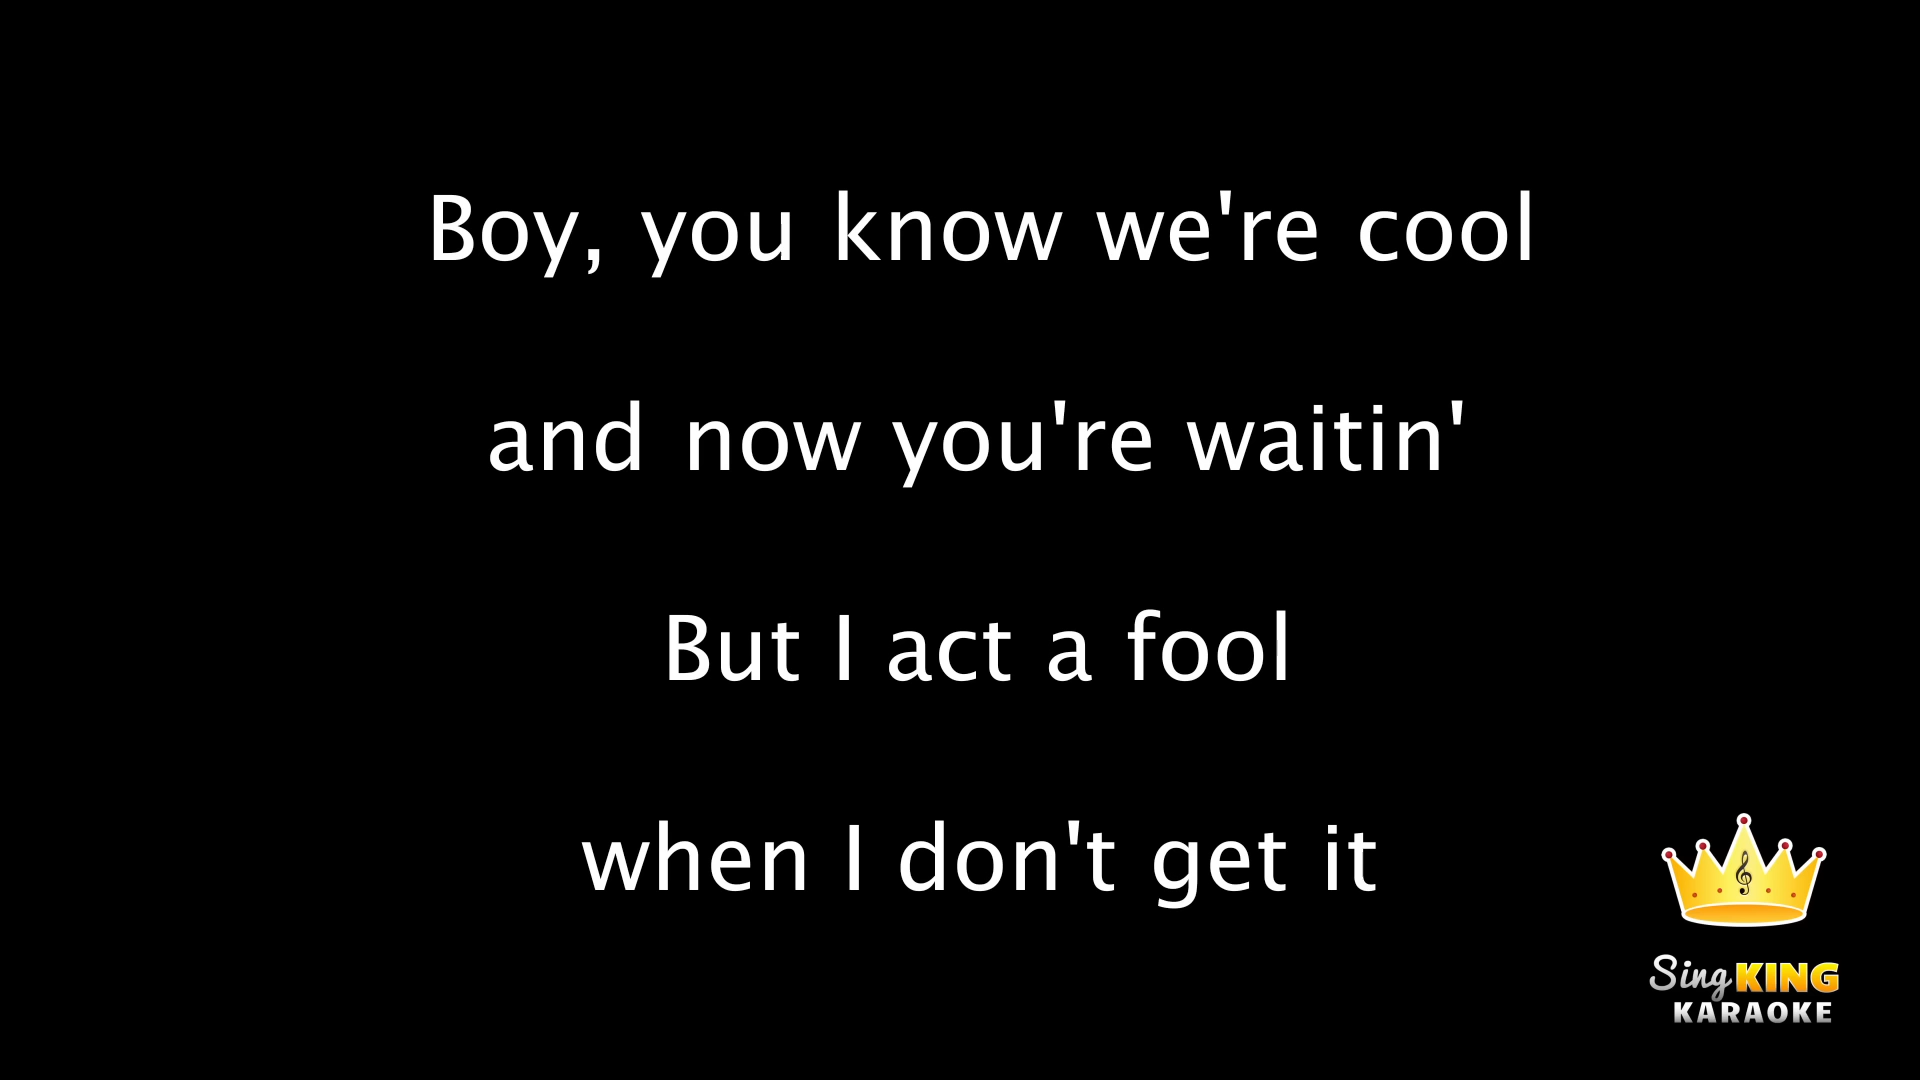 Boy, you know we're cool
and now you're waitin'
But I act a fool
when I don't get it
Sing KING
KARAOKE